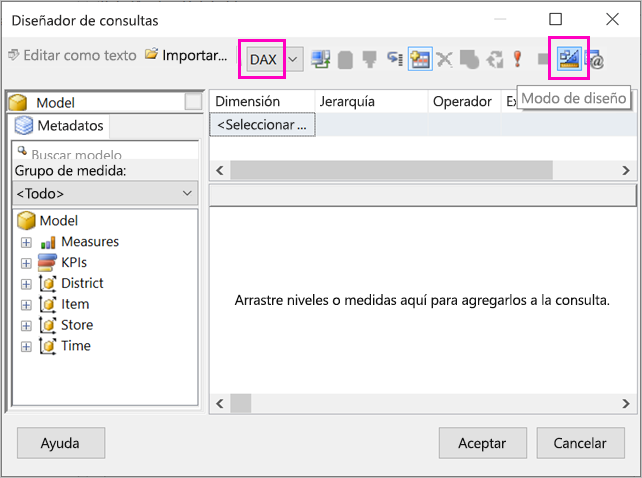 Diseñador de consultas
Editar como texto Importar... DAX
Modo de diseño
Model
Metadatos
Buscar modelo
Grupo de medida:
<Todo>
Model
Measures
KPIs
District
Item
Store
Time
Dimensión Jerarquía Operador
<Seleccionar ...
Arrastre niveles o medidas aquí para agregarlos a la consulta.
Ayuda Aceptar Cancelar